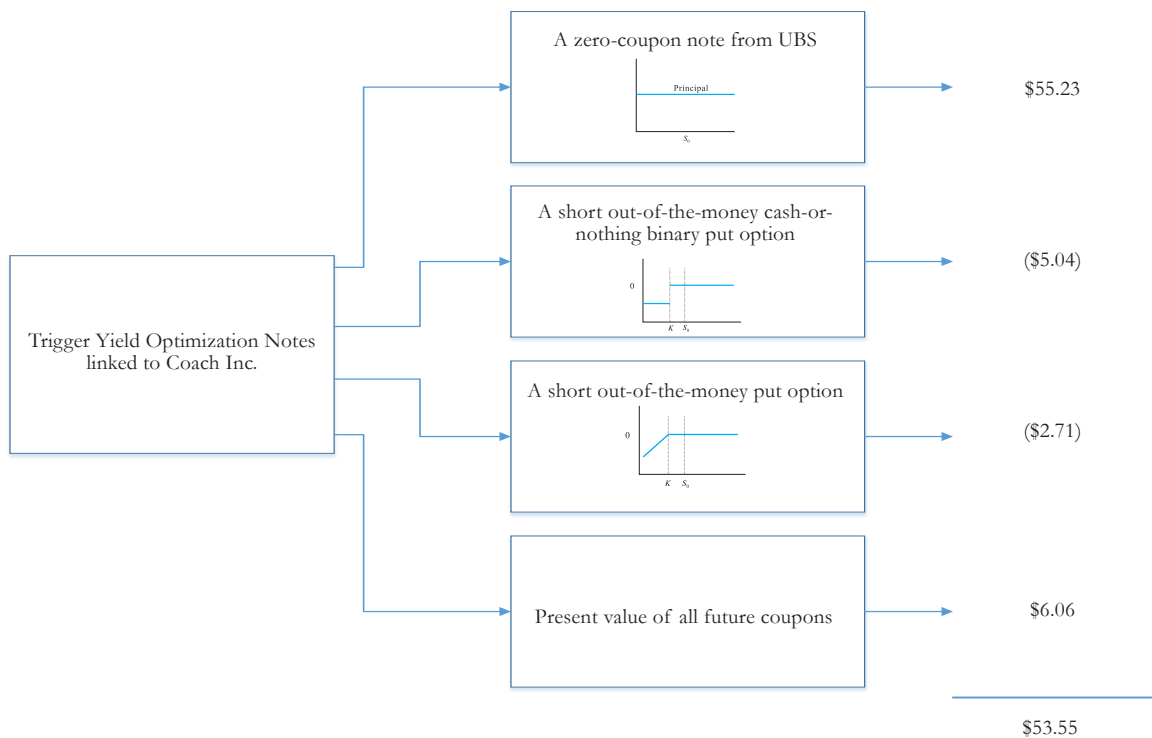 A zero-coupon note from UBS
Principal
S₀
$55.23
A short out-of-the-money cash-or-
nothing binary put option
0
K
S₀
($5.04)
Trigger Yield Optimization Notes
linked to Coach Inc.
A short out-of-the-money put option
0
K
S₀
($2.71)
Present value of all future coupons
$6.06
$53.55